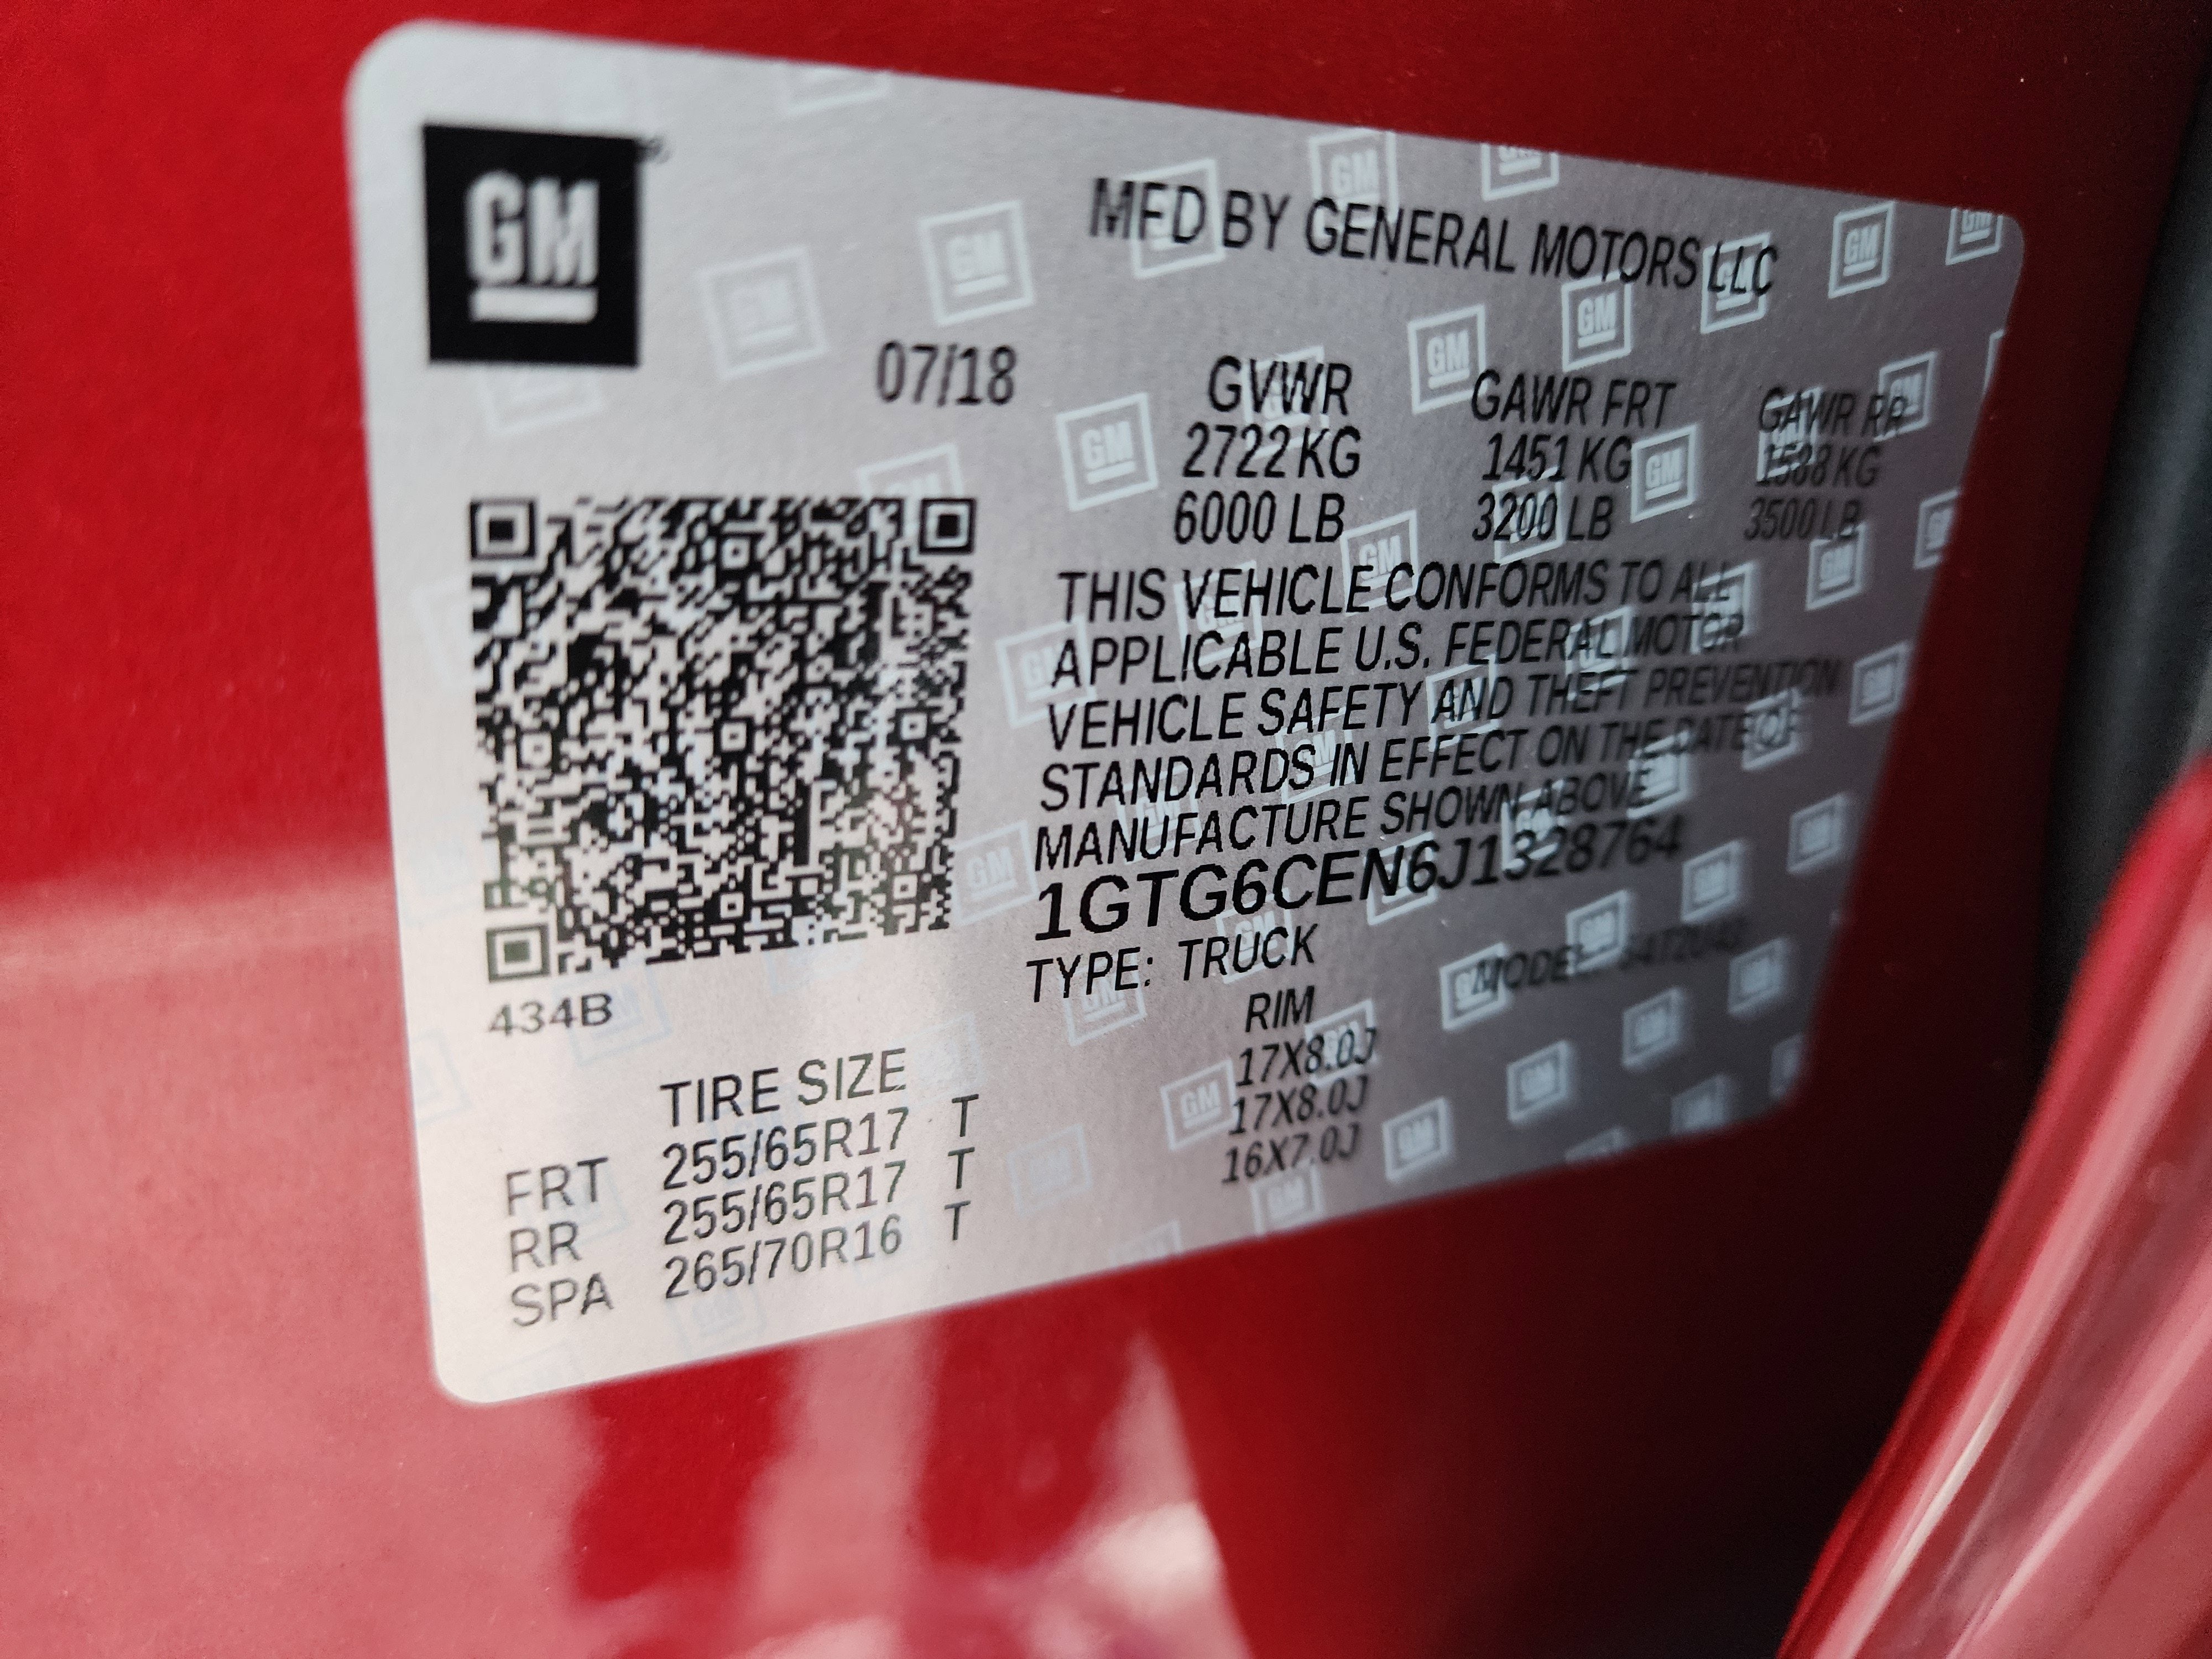 GM
MFD BY GENERAL MOTORS LLC
07/18 GVWR GAWR FRT GAWR RR
2722 KG 1451 KG 1588 KG
6000 LB 3200 LB 3500 LB
THIS VEHICLE CONFORMS TO ALL
APPLICABLE U.S. FEDERAL MOTOR
VEHICLE SAFETY AND THEFT PREVENTION
STANDARDS IN EFFECT ON THE DATE OF
MANUFACTURE SHOWN ABOVE
1GTG6CEN6J1328764
TYPE: TRUCK MODEL:
434B
TIRE SIZE RIM
FRT 255/65R17 T 17X8.0J
RR 255/65R17 T 17X8.0J
SPA 265/70R16 T 16X7.0J